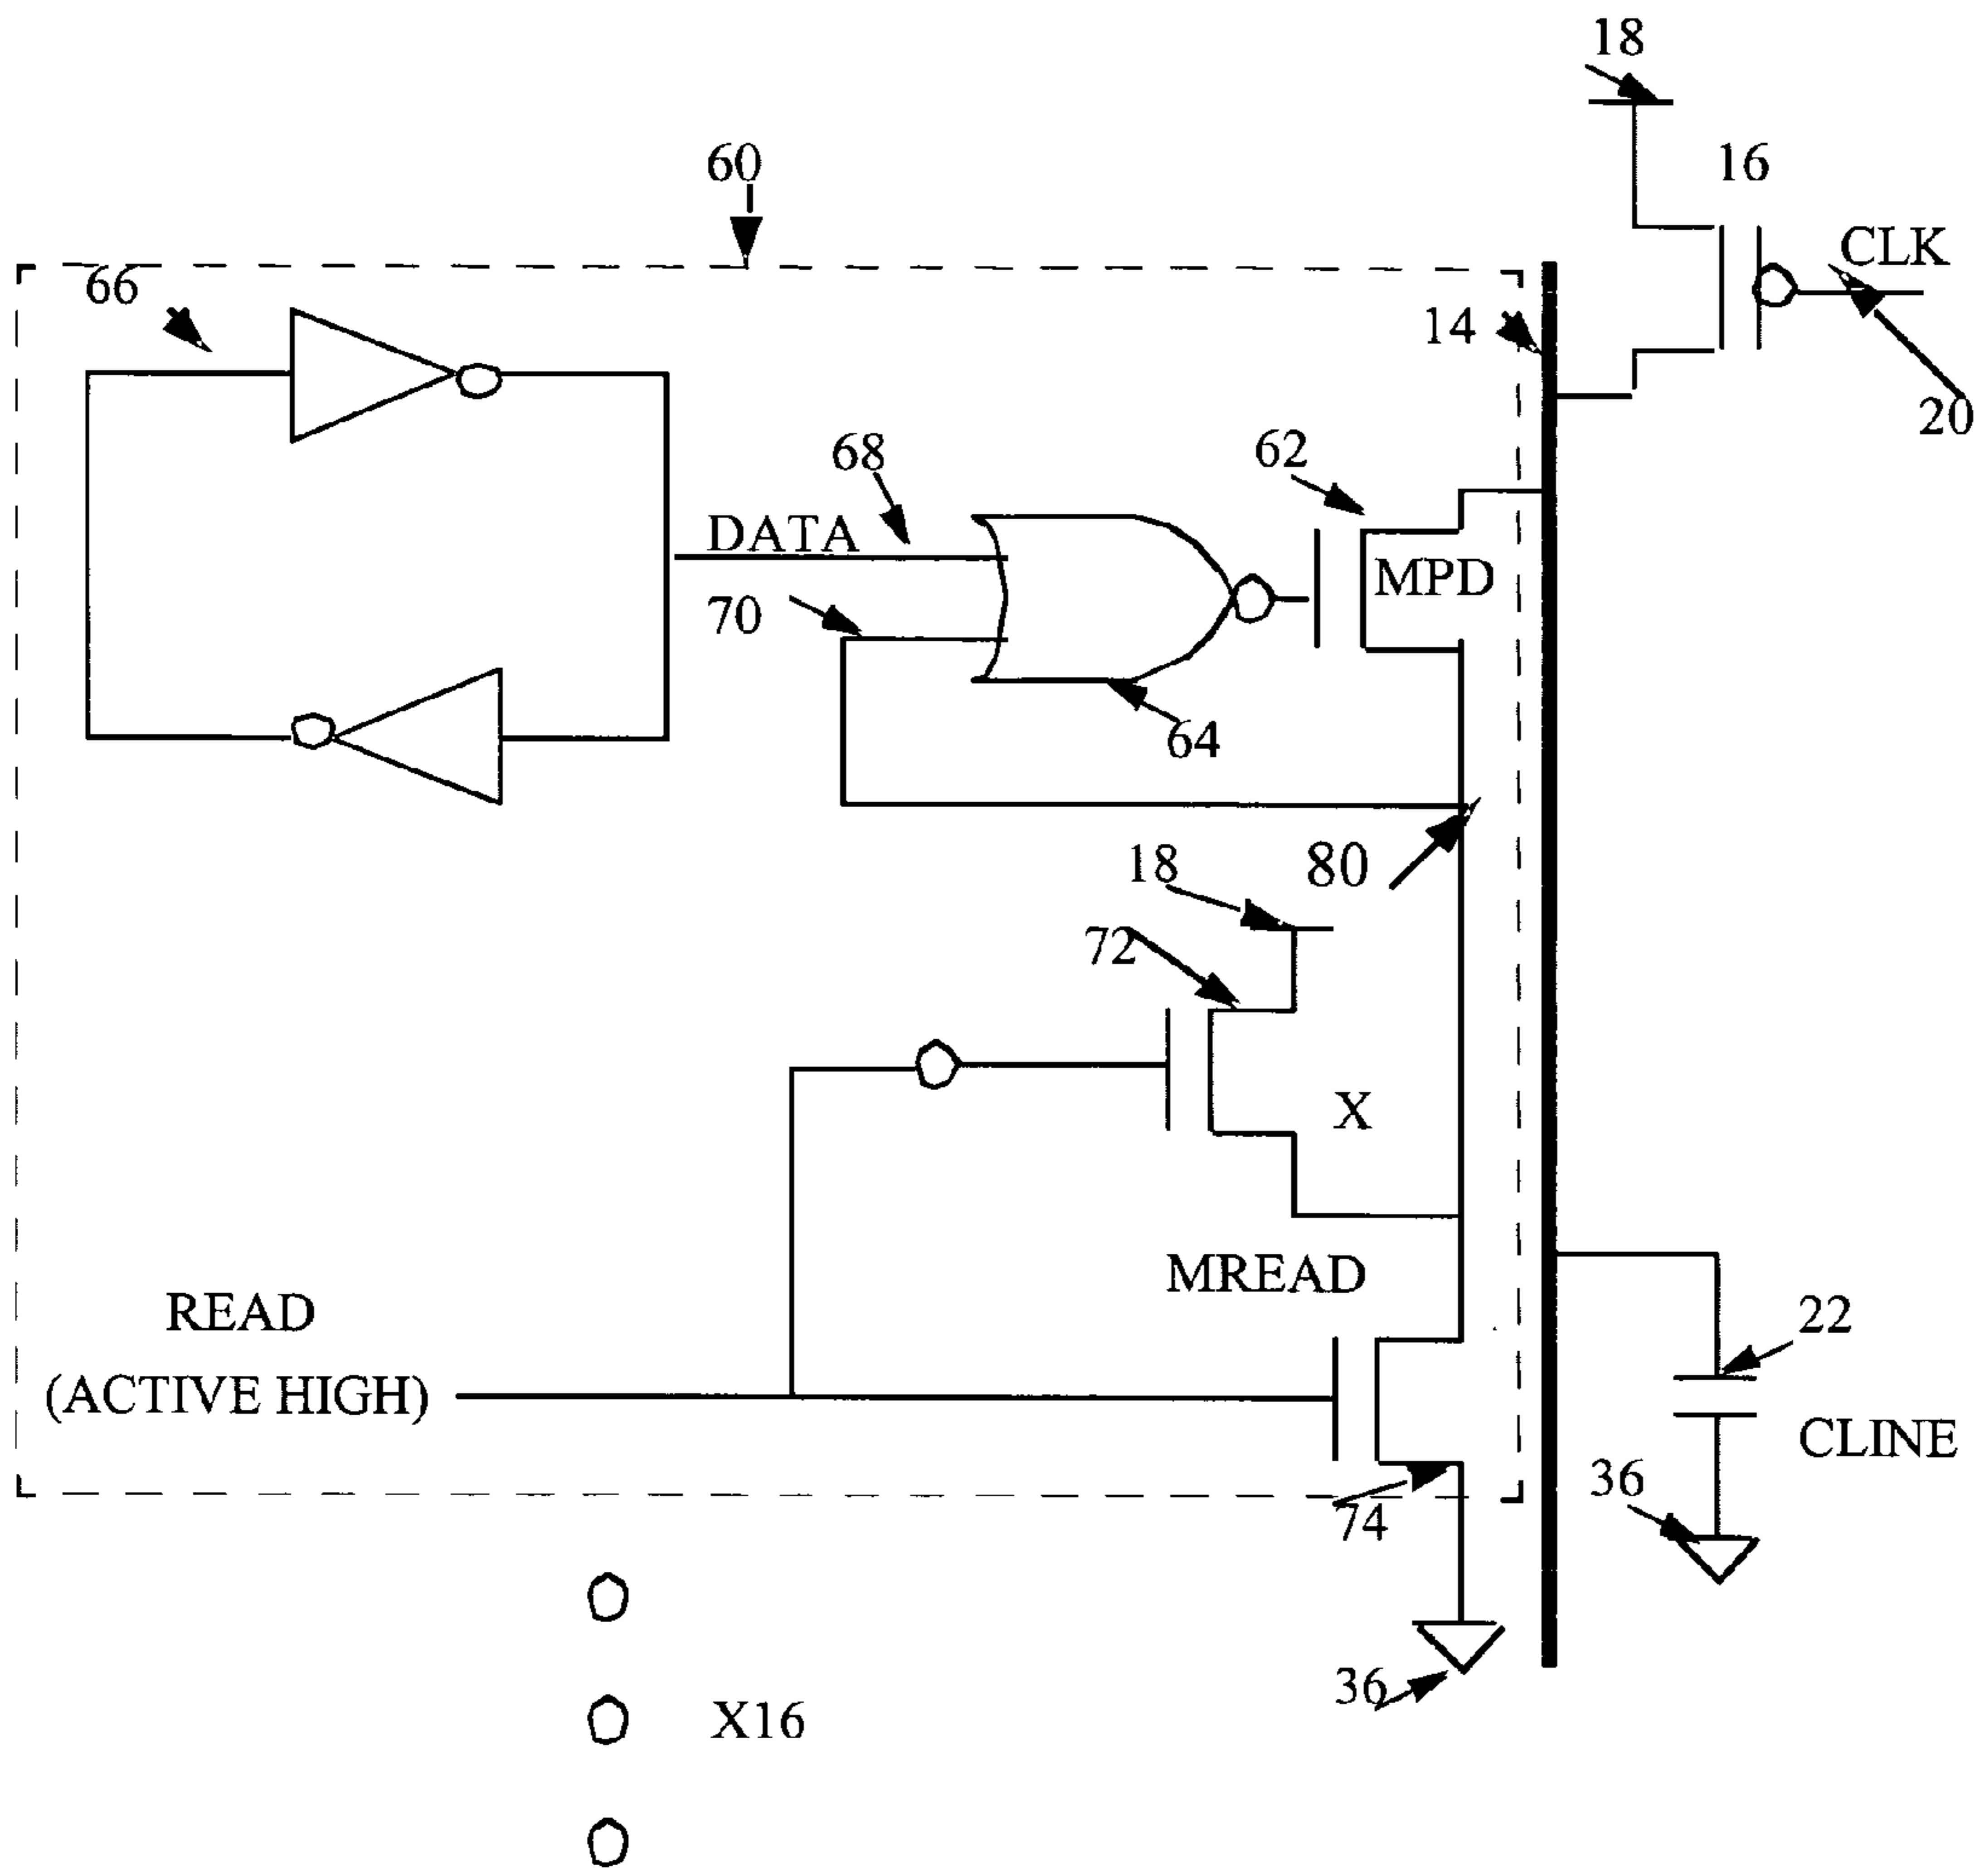 18
16
60
CLK
66
14
20
62
68
DATA
MPD
70
64
80
18
72
X
MREAD
READ
22
(ACTIVE HIGH)
CLINE
36
74
36
X16